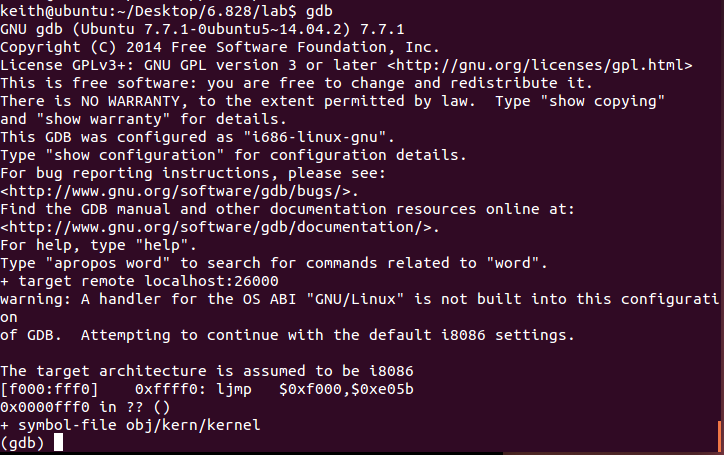 keith@ubuntu:~/Desktop/6.828/lab$ gdb
GNU gdb (Ubuntu 7.7.1-0ubuntu5~14.04.2) 7.7.1
Copyright (C) 2014 Free Software Foundation, Inc.
License GPLv3+: GNU GPL version 3 or later <http://gnu.org/licenses/gpl.html>
This is free software: you are free to change and redistribute it.
There is NO WARRANTY, to the extent permitted by law.  Type "show copying"
and "show warranty" for details.
This GDB was configured as "i686-linux-gnu".
Type "show configuration" for configuration details.
For bug reporting instructions, please see:
<http://www.gnu.org/software/gdb/bugs/>.
Find the GDB manual and other documentation resources online at:
<http://www.gnu.org/software/gdb/documentation/>.
For help, type "help".
Type "apropos word" to search for commands related to "word".
+ target remote localhost:26000
warning: A handler for the OS ABI "GNU/Linux" is not built into this configurati
on
of GDB.  Attempting to continue with the default i8086 settings.

The target architecture is assumed to be i8086
[f000:fff0]    0xffff0: ljmp   $0xf000,$0xe05b
0x0000fff0 in ?? ()
+ symbol-file obj/kern/kernel
(gdb)